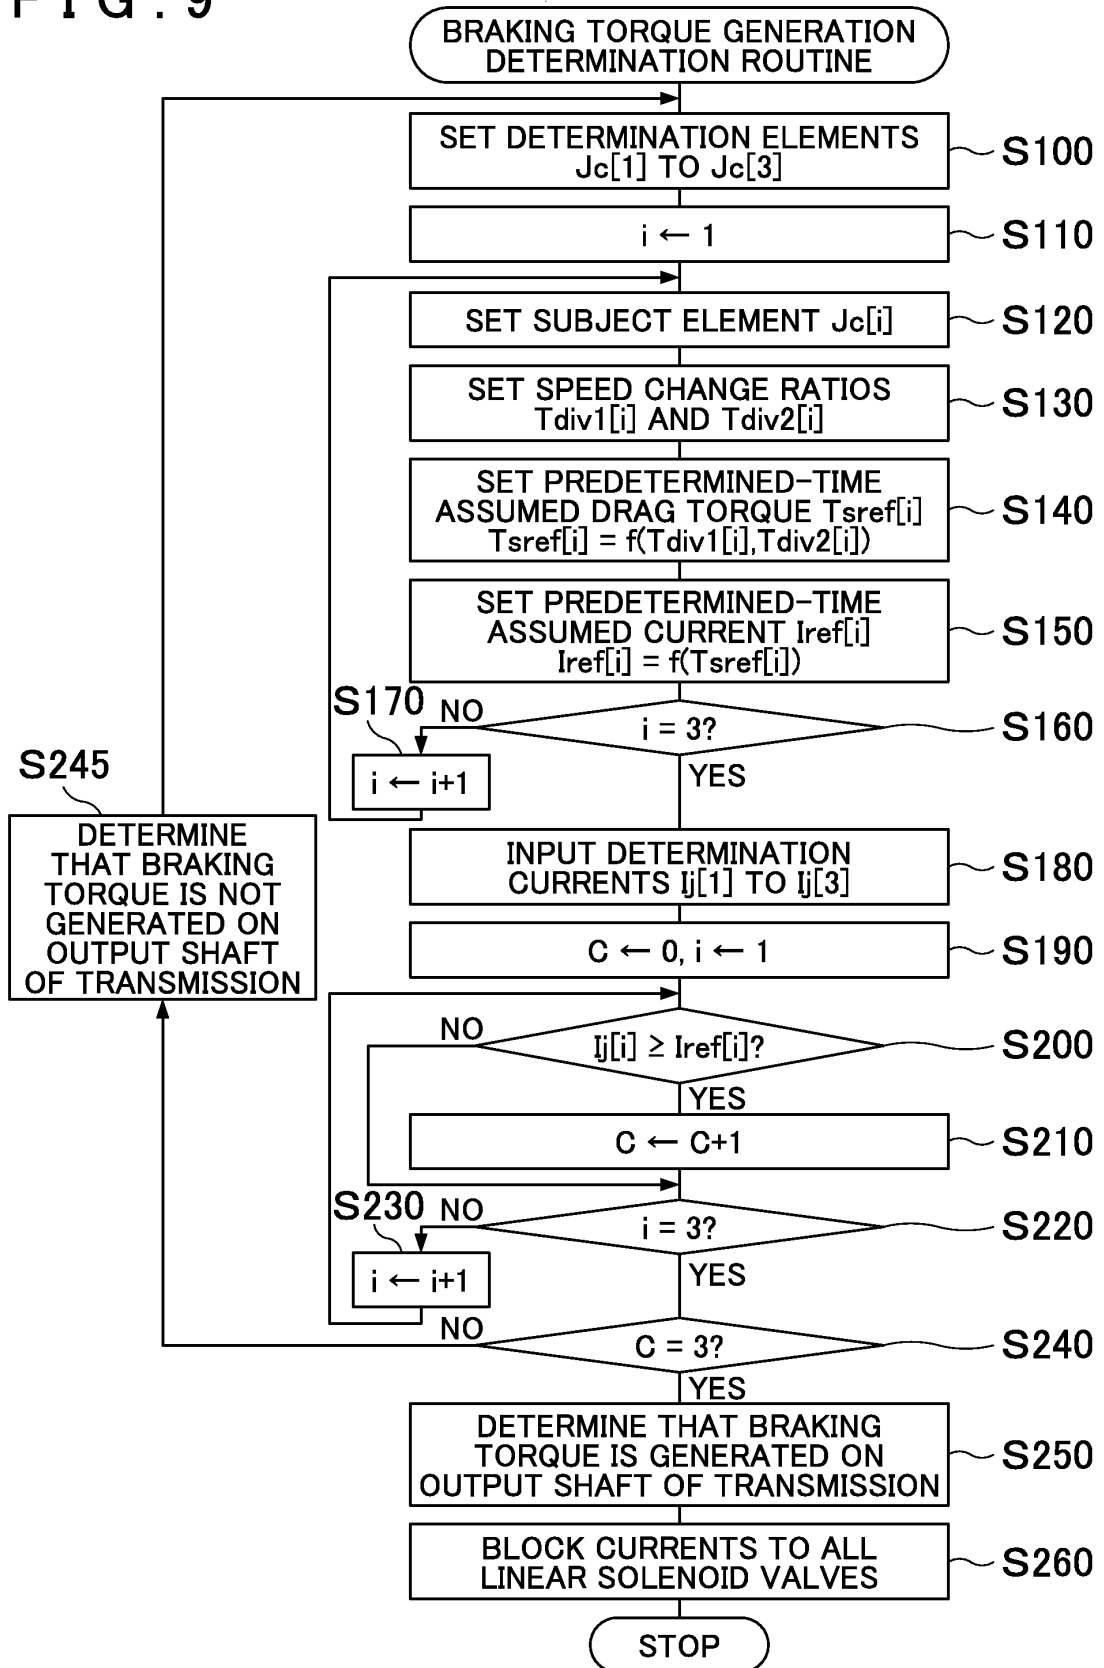 FIG. 9
BRAKING TORQUE GENERATION
DETERMINATION ROUTINE
SET DETERMINATION ELEMENTS
Jc[1] TO Jc[3]
S100
i ← 1
S110
SET SUBJECT ELEMENT Jc[i]
S120
SET SPEED CHANGE RATIOS
Tdiv1[i] AND Tdiv2[i]
S130
SET PREDETERMINED-TIME
ASSUMED DRAG TORQUE Tsref[i]
Tsref[i] = f(Tdiv1[i],Tdiv2[i])
S140
SET PREDETERMINED-TIME
ASSUMED CURRENT Iref[i]
Iref[i] = f(Tsref[i])
S150
S170
NO
i = 3?
S160
i ← i+1
YES
S245
DETERMINE
THAT BRAKING
TORQUE IS NOT
GENERATED ON
OUTPUT SHAFT
OF TRANSMISSION
INPUT DETERMINATION
CURRENTS Ij[1] TO Ij[3]
S180
C ← 0, i ← 1
S190
NO
Ij[i] ≥ Iref[i]?
S200
YES
C ← C+1
S210
S230
NO
i = 3?
S220
i ← i+1
YES
NO
C = 3?
S240
YES
DETERMINE THAT BRAKING
TORQUE IS GENERATED ON
OUTPUT SHAFT OF TRANSMISSION
S250
BLOCK CURRENTS TO ALL
LINEAR SOLENOID VALVES
S260
STOP